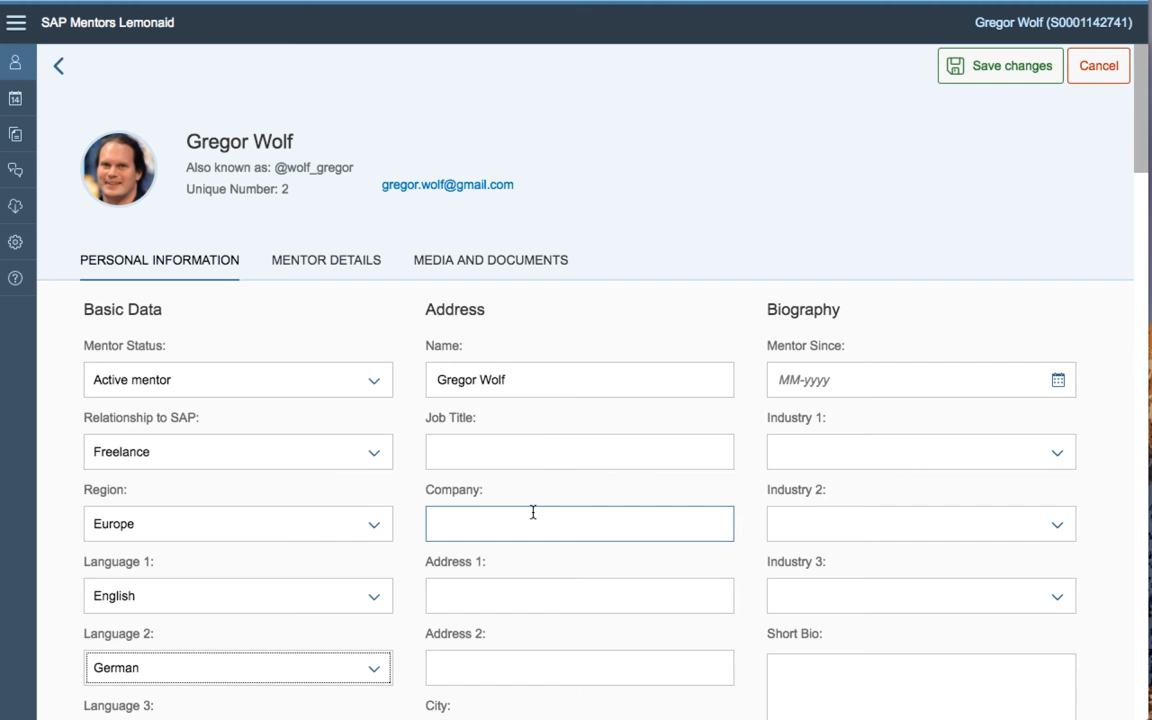 SAP Mentors Lemonaid
Gregor Wolf (S0001142741)
14
Save changes
Cancel
Gregor Wolf
Also known as: @wolf_gregor
Unique Number: 2
gregor.wolf@gmail.com
PERSONAL INFORMATION
MENTOR DETAILS
MEDIA AND DOCUMENTS
Basic Data
Mentor Status:
Active mentor
Relationship to SAP:
Freelance
Region:
Europe
Language 1:
English
Language 2:
German
Language 3:
Address
Name:
Gregor Wolf
Job Title:
Company:
Address 1:
Address 2:
City:
Biography
Mentor Since:
MM-yyyy
Industry 1:
Industry 2:
Industry 3:
Short Bio: